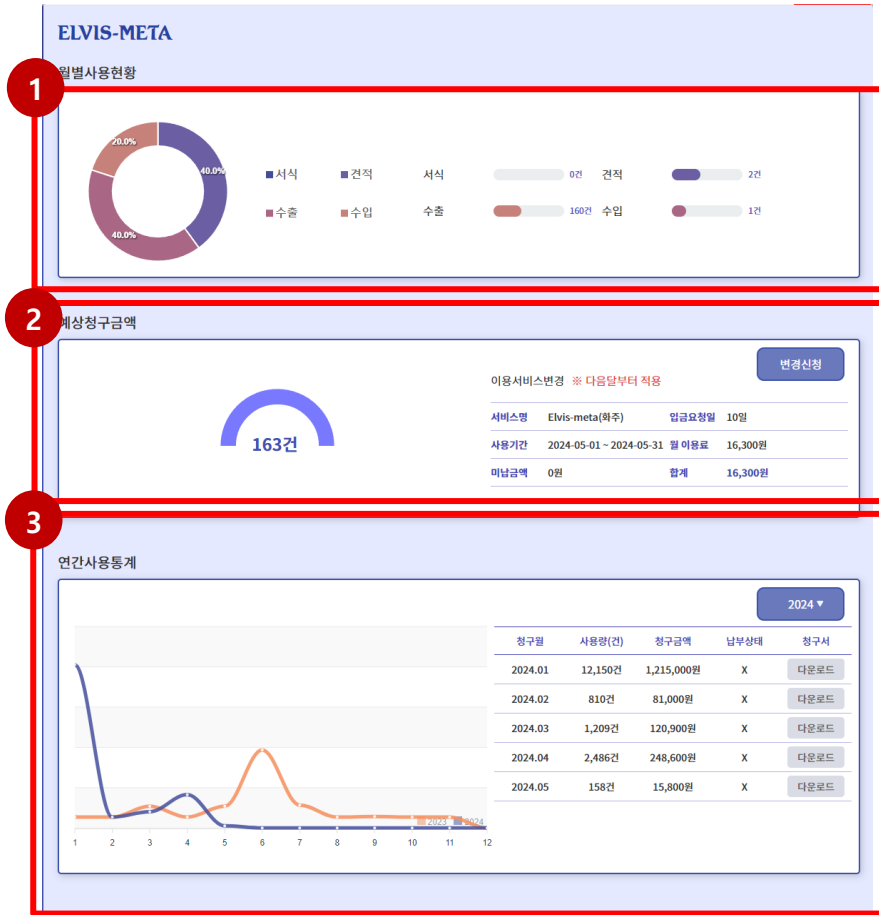 ELVIS-META
1
월별사용현황
20.0%
40.0%
40.0%
서식 견적
수출 수입
서식 0건 견적 2건
수출 160건 수입 1건
2
예상청구금액
변경신청
이용서비스변경 ※ 다음달부터 적용
163건
서비스명 Elvis-meta(화주) 입금요청일 10일
사용기간 2024-05-01 ~ 2024-05-31 월 이용료 16,300원
미납금액 0원 합계 16,300원
3
연간사용통계
2024 ▼
청구월 사용량(건) 청구금액 납부상태 청구서
2024.01 12,150건 1,215,000원 X 다운로드
2024.02 810건 81,000원 X 다운로드
2024.03 1,209건 120,900원 X 다운로드
2024.04 2,486건 248,600원 X 다운로드
2024.05 158건 15,800원 X 다운로드
2023 2024
1 2 3 4 5 6 7 8 9 10 11 12